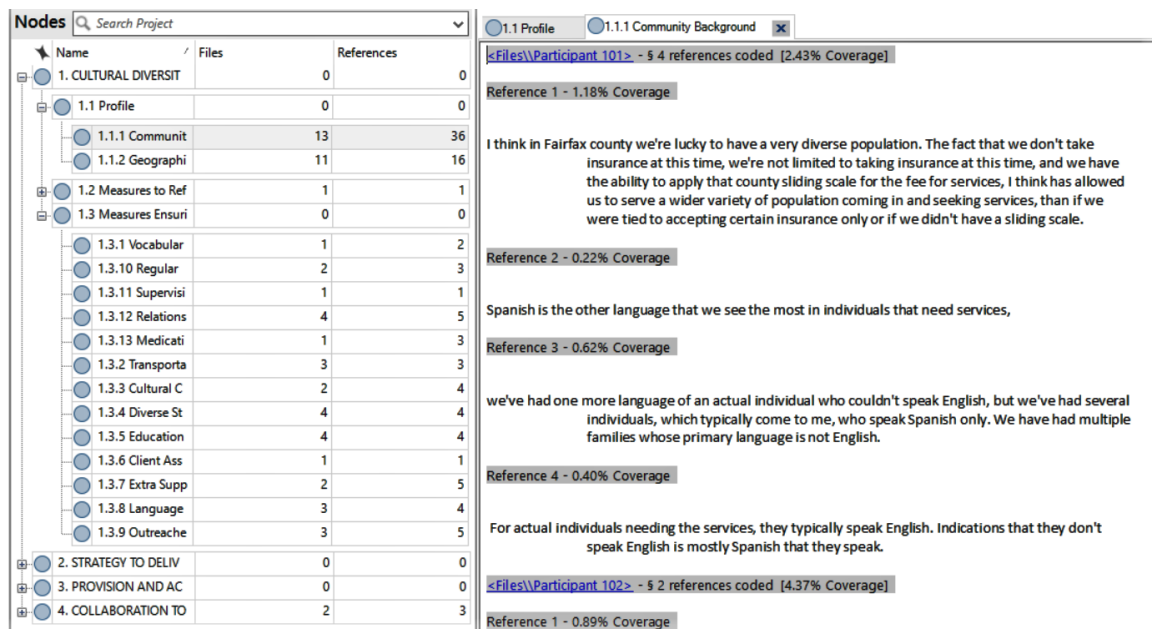 Nodes Search Project
Name / Files References
1. CULTURAL DIVERSIT 0 0
1.1 Profile 0 0
1.1.1 Communit 13 36
1.1.2 Geographi 11 16
1.2 Measures to Ref 1 1
1.3 Measures Ensuri 0 0
1.3.1 Vocabular 1 2
1.3.10 Regular 2 3
1.3.11 Supervisi 1 1
1.3.12 Relations 4 5
1.3.13 Medicati 1 3
1.3.2 Transporta 3 3
1.3.3 Cultural C 2 4
1.3.4 Diverse St 4 4
1.3.5 Education 4 4
1.3.6 Client Ass 1 1
1.3.7 Extra Supp 2 5
1.3.8 Language 3 4
1.3.9 Outreache 3 5
2. STRATEGY TO DELIV 0 0
3. PROVISION AND AC 0 0
4. COLLABORATION TO 2 3
1.1 Profile 1.1.1 Community Background x
<Files\\Participant 101> - § 4 references coded [2.43% Coverage]
Reference 1 - 1.18% Coverage
I think in Fairfax county we're lucky to have a very diverse population. The fact that we don't take
insurance at this time, we're not limited to taking insurance at this time, and we have
the ability to apply that county sliding scale for the fee for services, I think has allowed
us to serve a wider variety of population coming in and seeking services, than if we
were tied to accepting certain insurance only or if we didn't have a sliding scale.
Reference 2 - 0.22% Coverage
Spanish is the other language that we see the most in individuals that need services,
Reference 3 - 0.62% Coverage
we've had one more language of an actual individual who couldn't speak English, but we've had several
individuals, which typically come to me, who speak Spanish only. We have had multiple
families whose primary language is not English.
Reference 4 - 0.40% Coverage
For actual individuals needing the services, they typically speak English. Indications that they don't
speak English is mostly Spanish that they speak.
<Files\\Participant 102> - § 2 references coded [4.37% Coverage]
Reference 1 - 0.89% Coverage